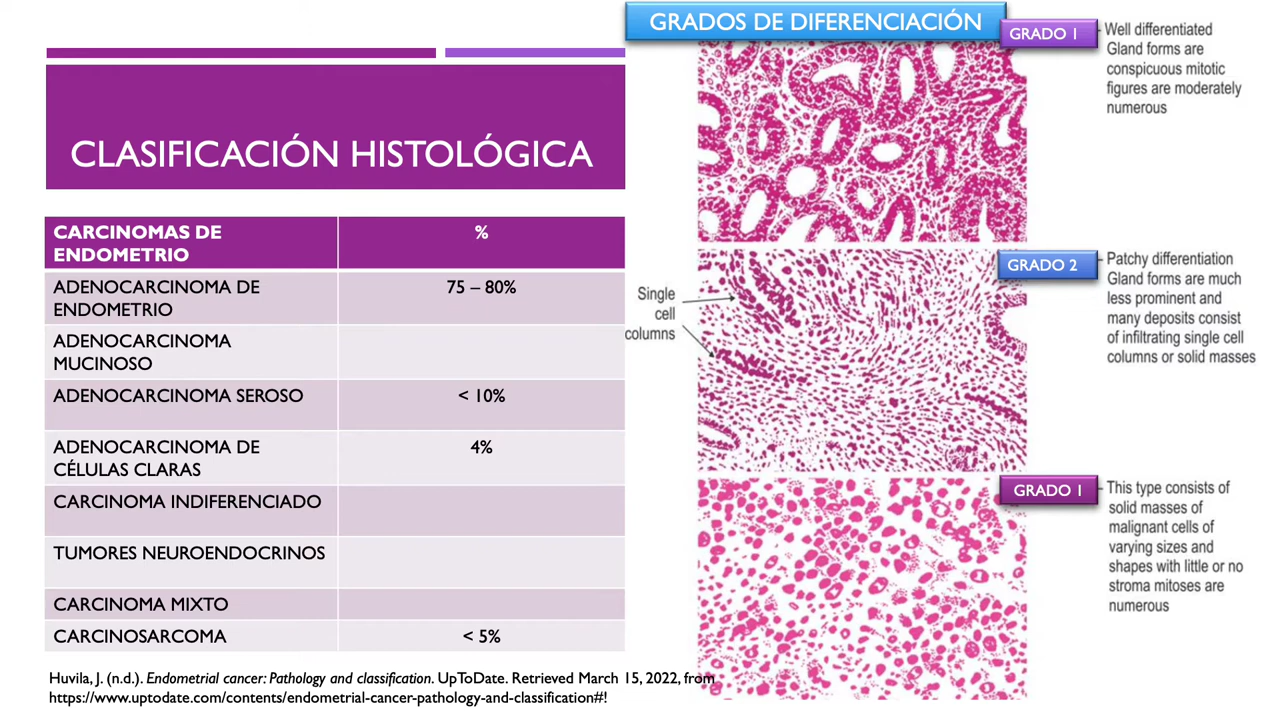 GRADOS DE DIFERENCIACIÓN
GRADO 1
Well differentiated
Gland forms are
conspicuous mitotic
figures are moderately
numerous
CLASIFICACIÓN HISTOLÓGICA
CARCINOMAS DE
ENDOMETRIO
%
ADENOCARCINOMA DE
ENDOMETRIO
75 – 80%
ADENOCARCINOMA
MUCINOSO
ADENOCARCINOMA SEROSO
< 10%
ADENOCARCINOMA DE
CÉLULAS CLARAS
4%
CARCINOMA INDIFERENCIADO
TUMORES NEUROENDOCRINOS
CARCINOMA MIXTO
CARCINOSARCOMA
< 5%
Single
cell
columns
GRADO 2
Patchy differentiation
Gland forms are much
less prominent and
many deposits consist
of infiltrating single cell
columns or solid masses
GRADO 1
This type consists of
solid masses of
malignant cells of
varying sizes and
shapes with little or no
stroma mitoses are
numerous
Huvila, J. (n.d.). Endometrial cancer: Pathology and classification. UpToDate. Retrieved March 15, 2022, from
https://www.uptodate.com/contents/endometrial-cancer-pathology-and-classification#!